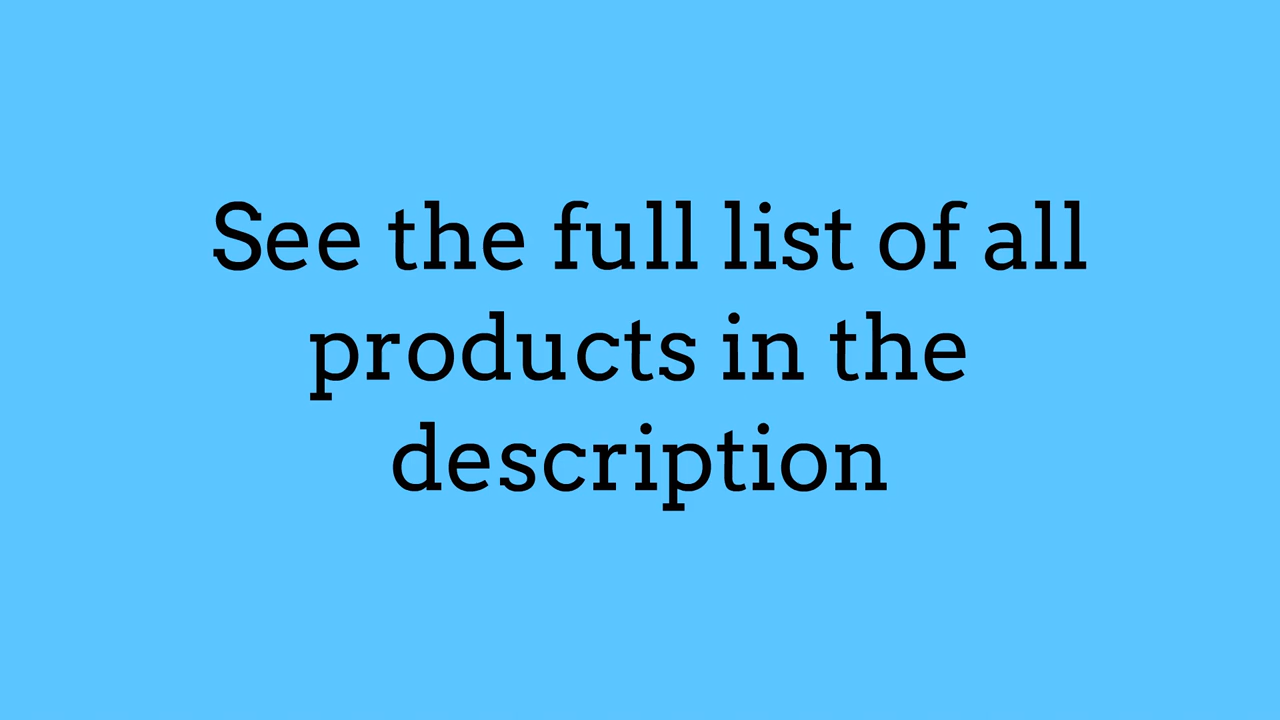 See the full list of all
products in the
description